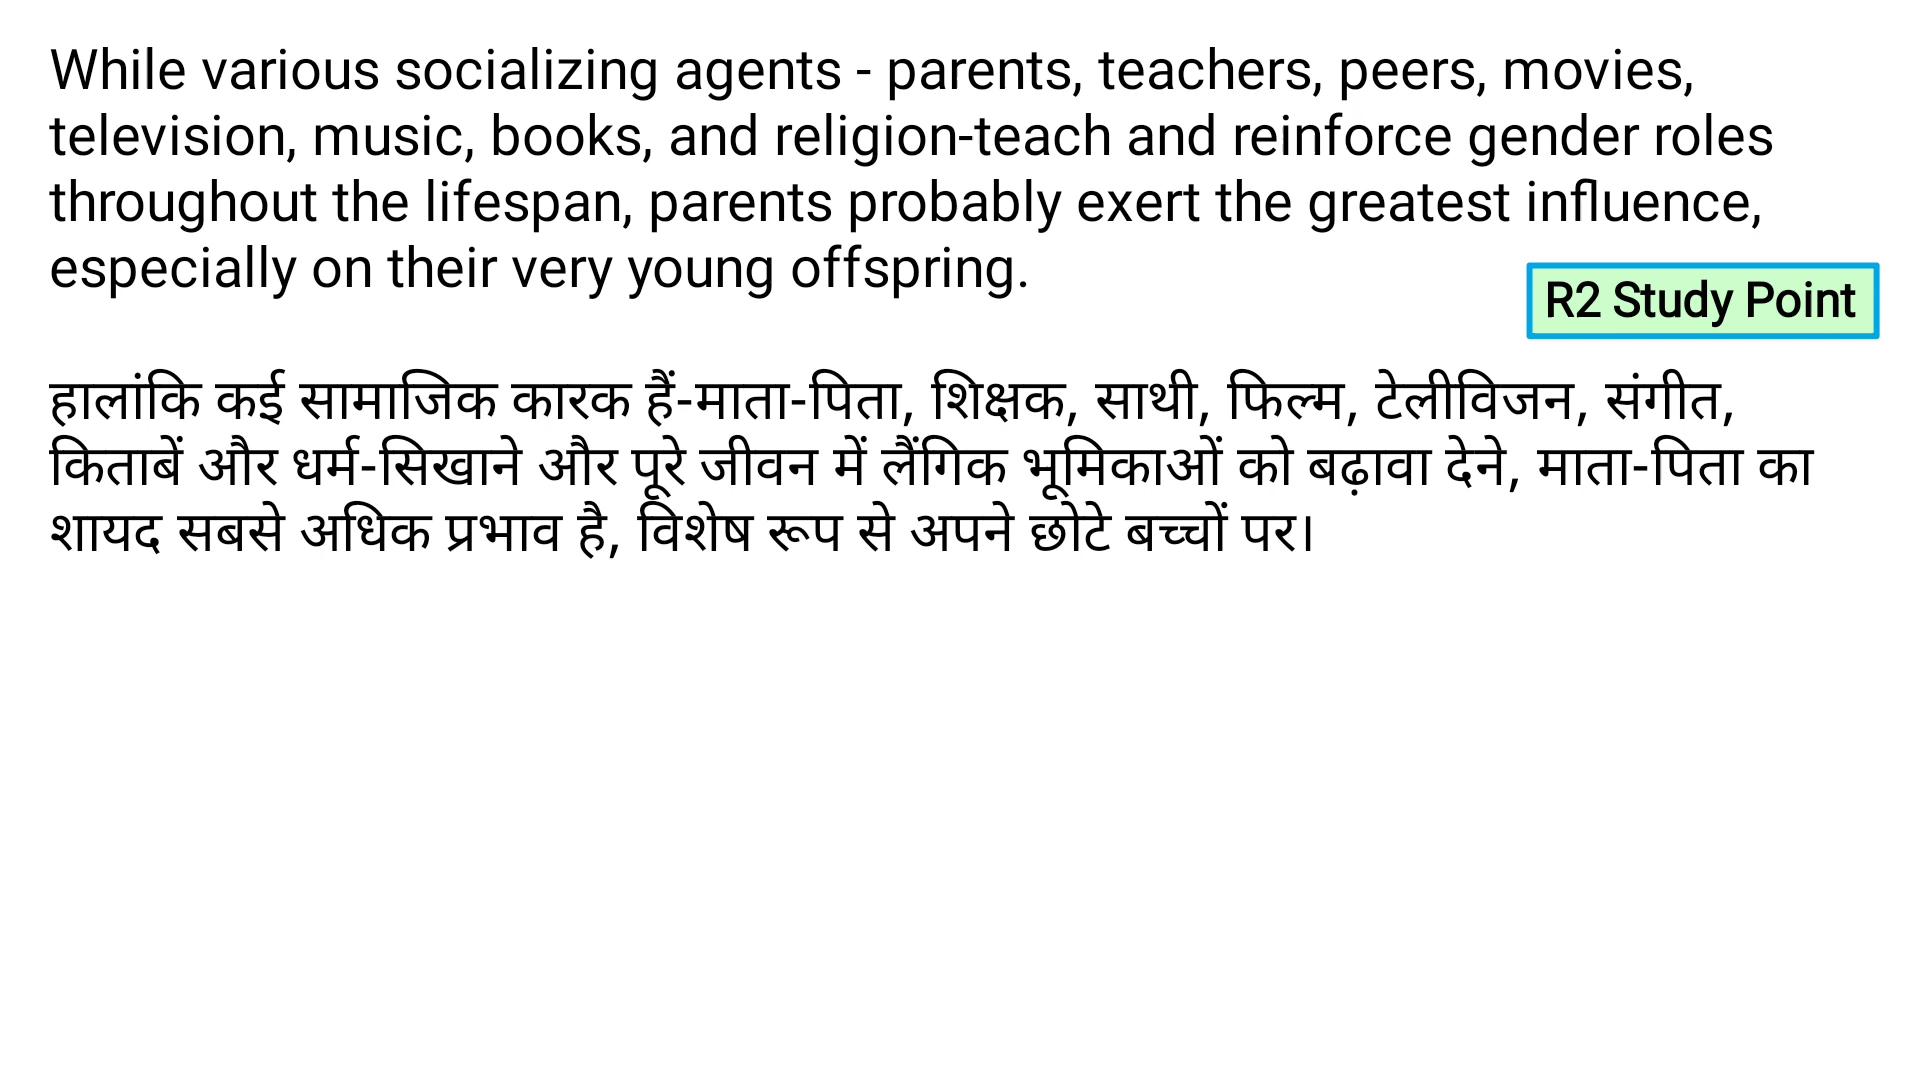 While various socializing agents - parents, teachers, peers, movies,
television, music, books, and religion-teach and reinforce gender roles
throughout the lifespan, parents probably exert the greatest influence,
especially on their very young offspring.
R2 Study Point
हालांकि कई सामाजिक कारक हैं-माता-पिता, शिक्षक, साथी, फिल्म, टेलीविजन, संगीत,
किताबें और धर्म-सिखाने और पूरे जीवन में लैंगिक भूमिकाओं को बढ़ावा देने, माता-पिता का
शायद सबसे अधिक प्रभाव है, विशेष रूप से अपने छोटे बच्चों पर।